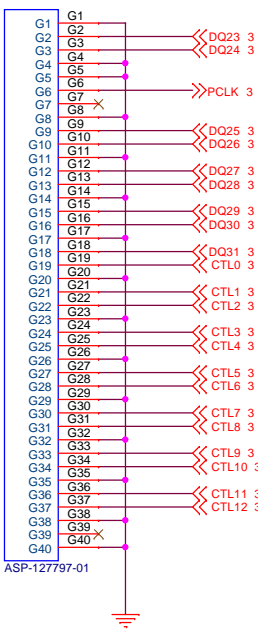 G1 G1
G2 G2 DQ23 3
G3 G3 DQ24 3
G4 G4
G5 G5
G6 G6 PCLK 3
G7 G7
G8 G8
G9 G9 DQ25 3
G10 G10 DQ26 3
G11 G11
G12 G12 DQ27 3
G13 G13 DQ28 3
G14 G14
G15 G15 DQ29 3
G16 G16 DQ30 3
G17 G17
G18 G18 DQ31 3
G19 G19 CTL0 3
G20 G20
G21 G21 CTL1 3
G22 G22 CTL2 3
G23 G23
G24 G24 CTL3 3
G25 G25 CTL4 3
G26 G26
G27 G27 CTL5 3
G28 G28 CTL6 3
G29 G29
G30 G30 CTL7 3
G31 G31 CTL8 3
G32 G32
G33 G33 CTL9 3
G34 G34 CTL10 3
G35 G35
G36 G36 CTL11 3
G37 G37 CTL12 3
G38 G38
G39 G39
G40 G40
ASP-127797-01